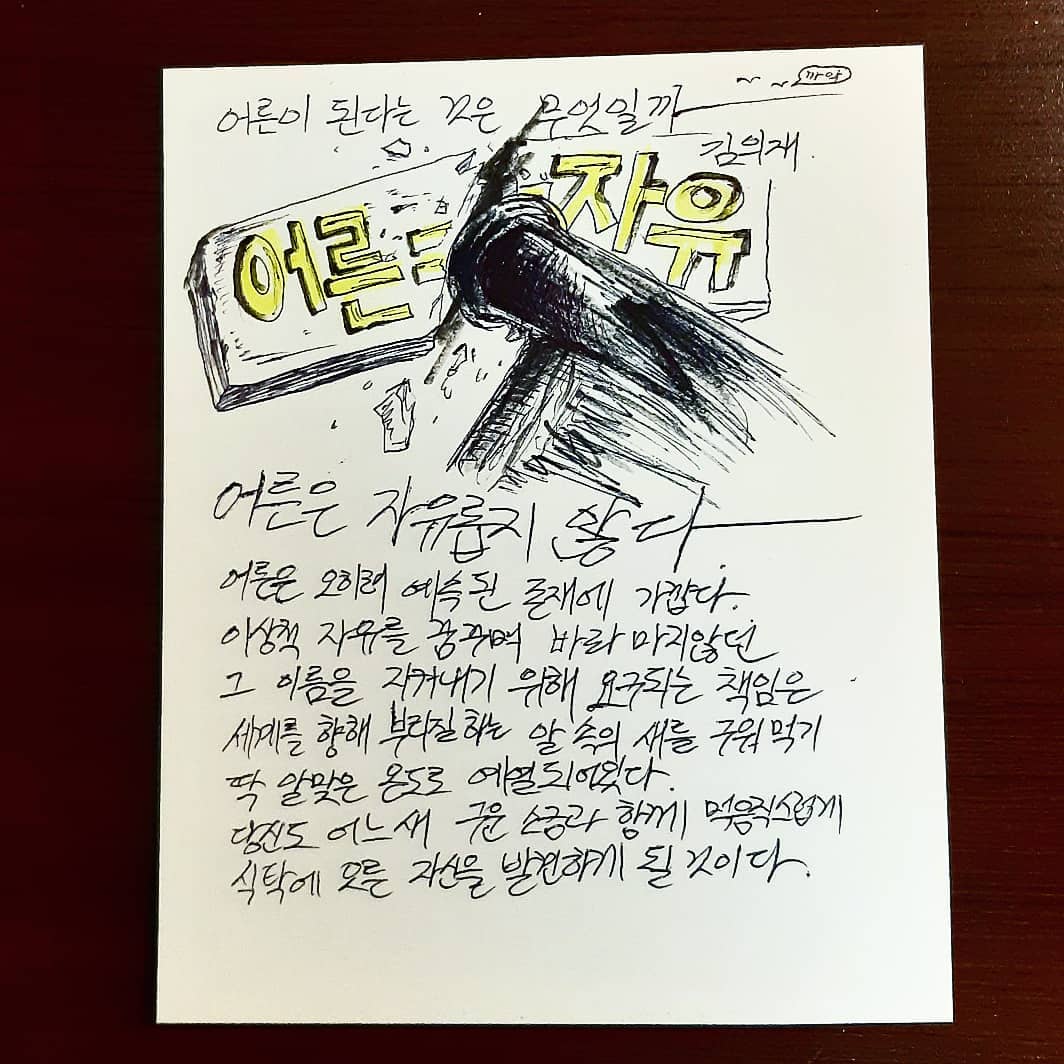 까악
어른이 된다는 것은 무엇일까
김의재.
어른=자유
어른은 자유롭지 않다
어른은 오히려 예측된 존재에 가깝다.
이상책 자유를 꿈꾸며 바라 마지않던
그 이름을 지켜내기 위해 요구되는 책임은
세계를 향해 부리질 하는 알 속의 새를 구워 먹기
딱 알맞은 온도로 예열되어왔다.
당신도 어느새 구운 소금과 함께 먹음직스럽게
식탁에 오른 자신을 발견하게 될 것이다.